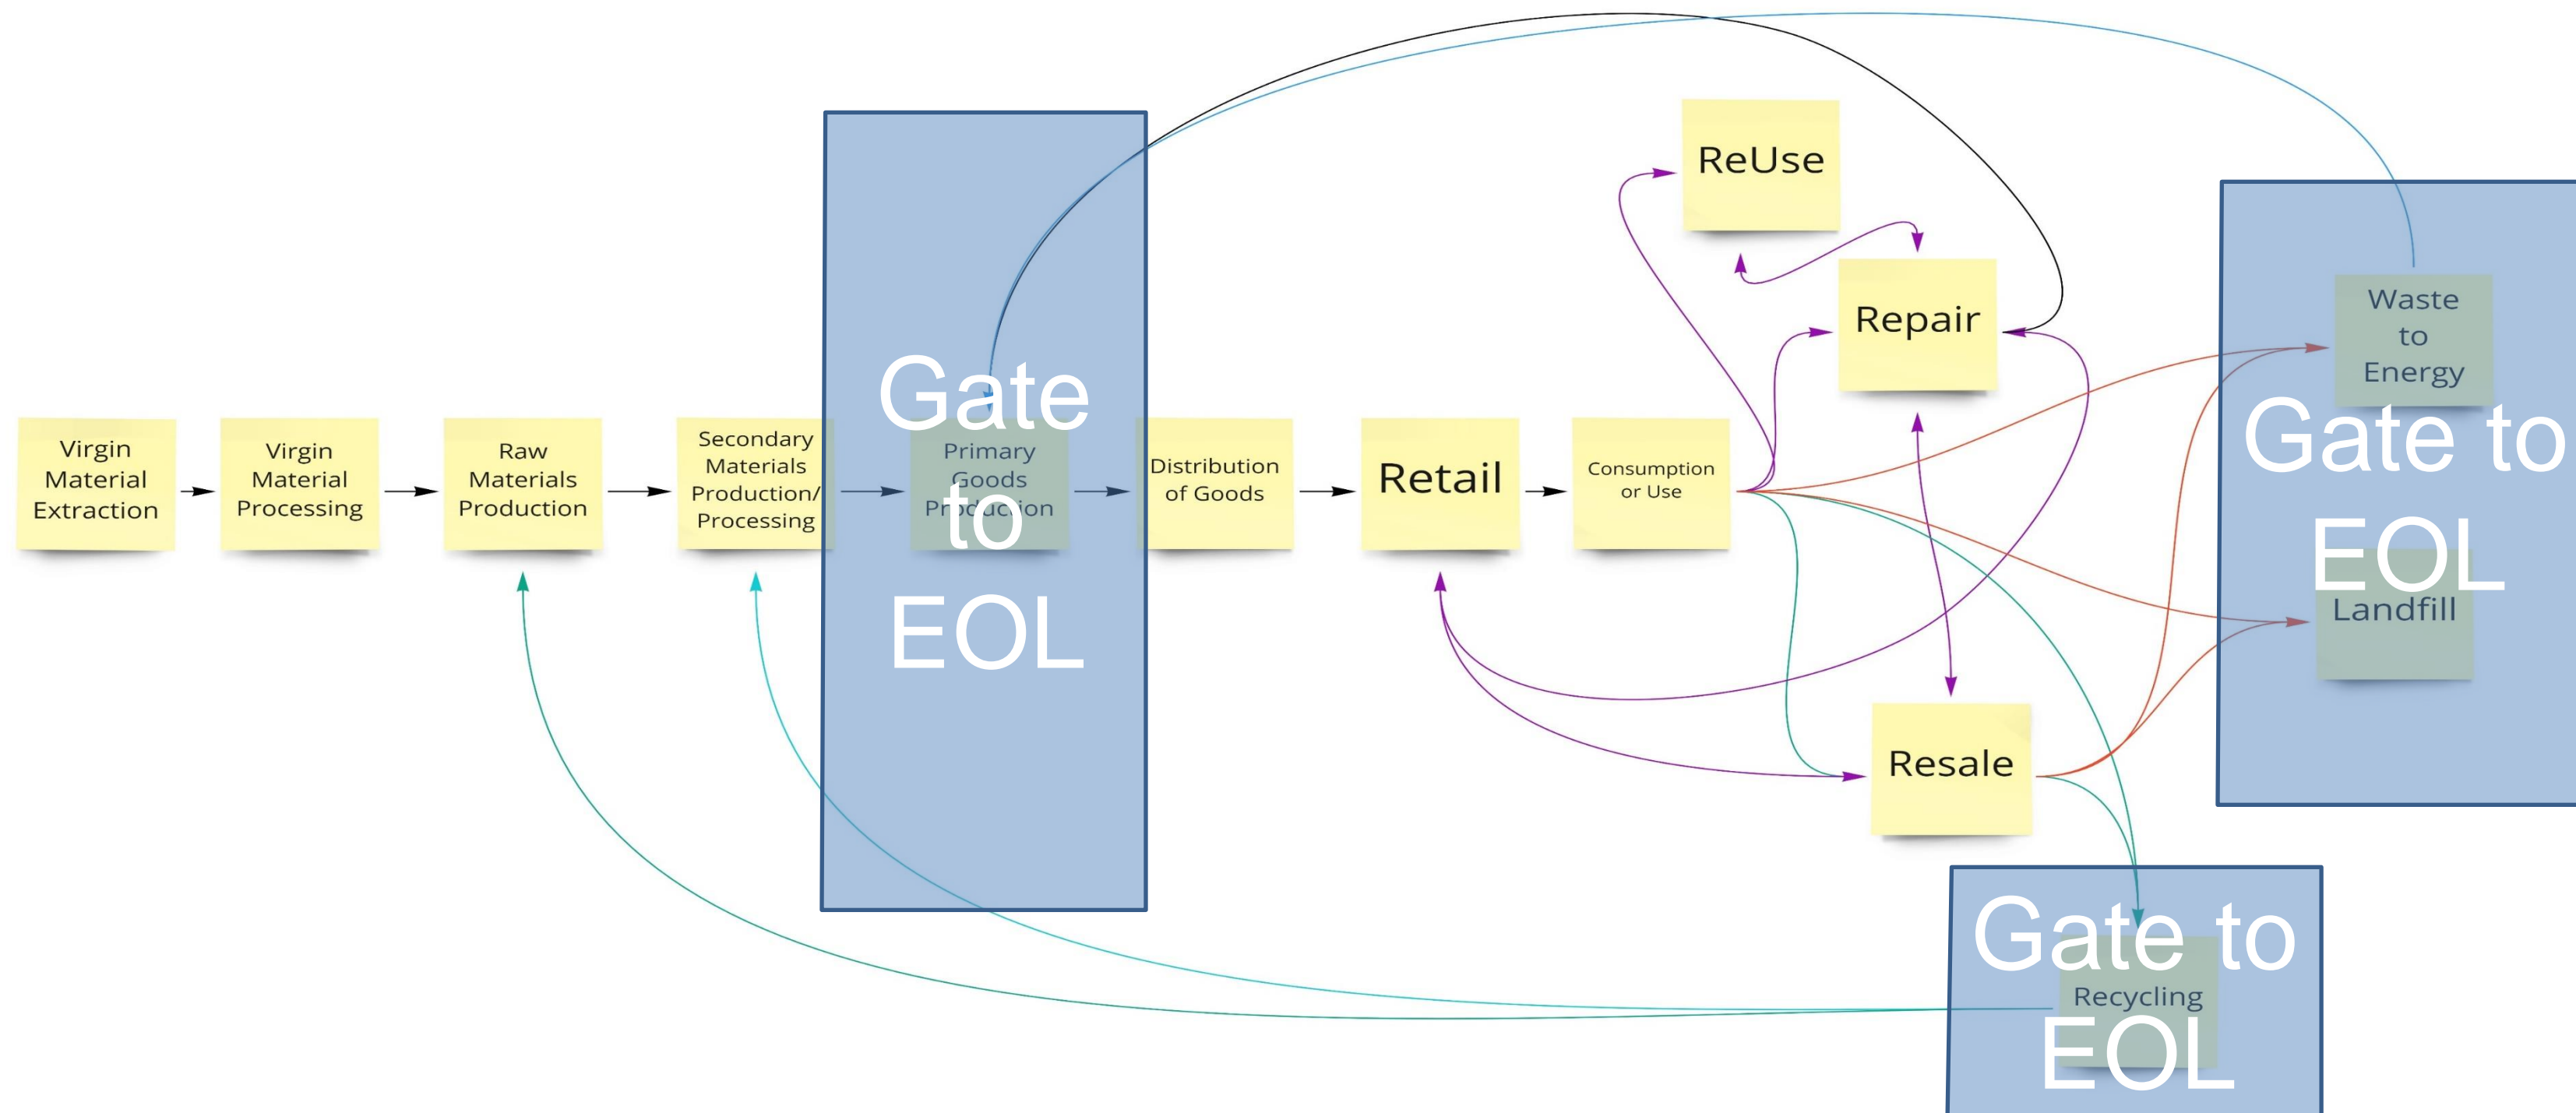 ReUse
Repair
Waste
to
Energy
Gate
to
EOL
Gate to
EOL
Virgin
Material
Extraction
Virgin
Material
Processing
Raw
Materials
Production
Secondary
Materials
Production/
Processing
Primary
Goods
Production
Distribution
of Goods
Retail
Consumption
or Use
Landfill
Resale
Gate to
EOL
Recycling